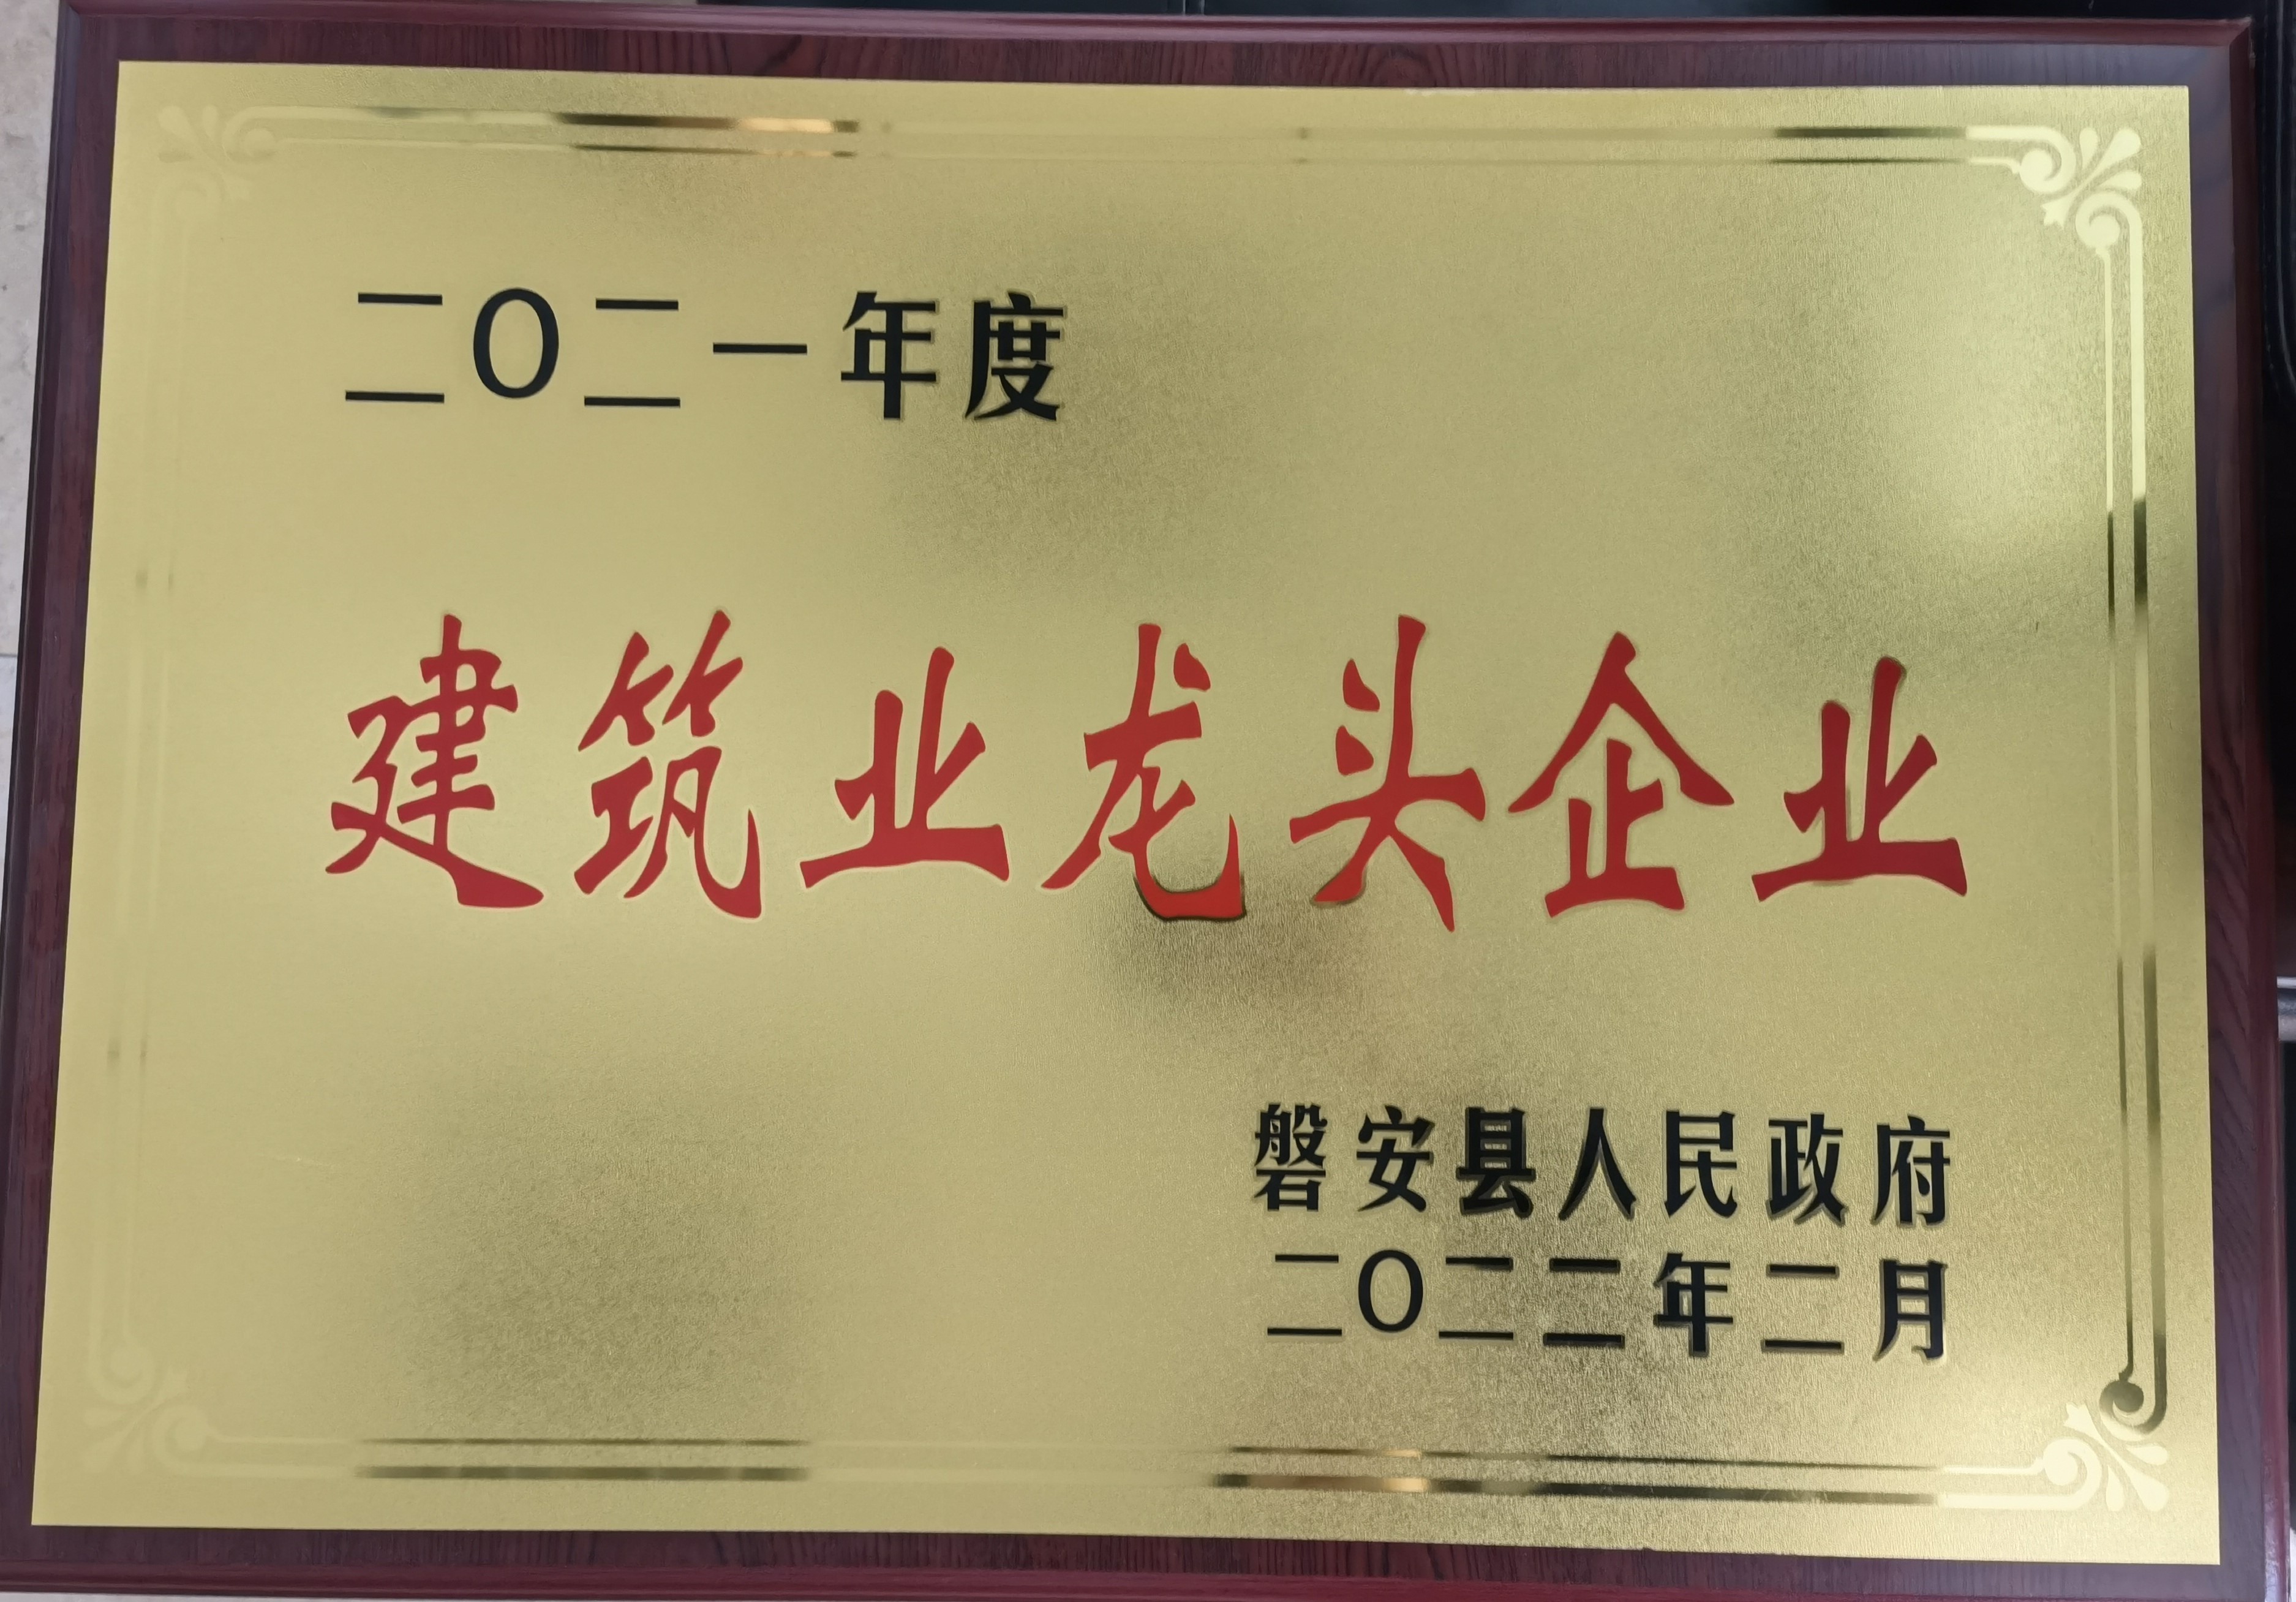 二〇二一年度
建筑业龙头企业
磐安县人民政府
二〇二二年二月